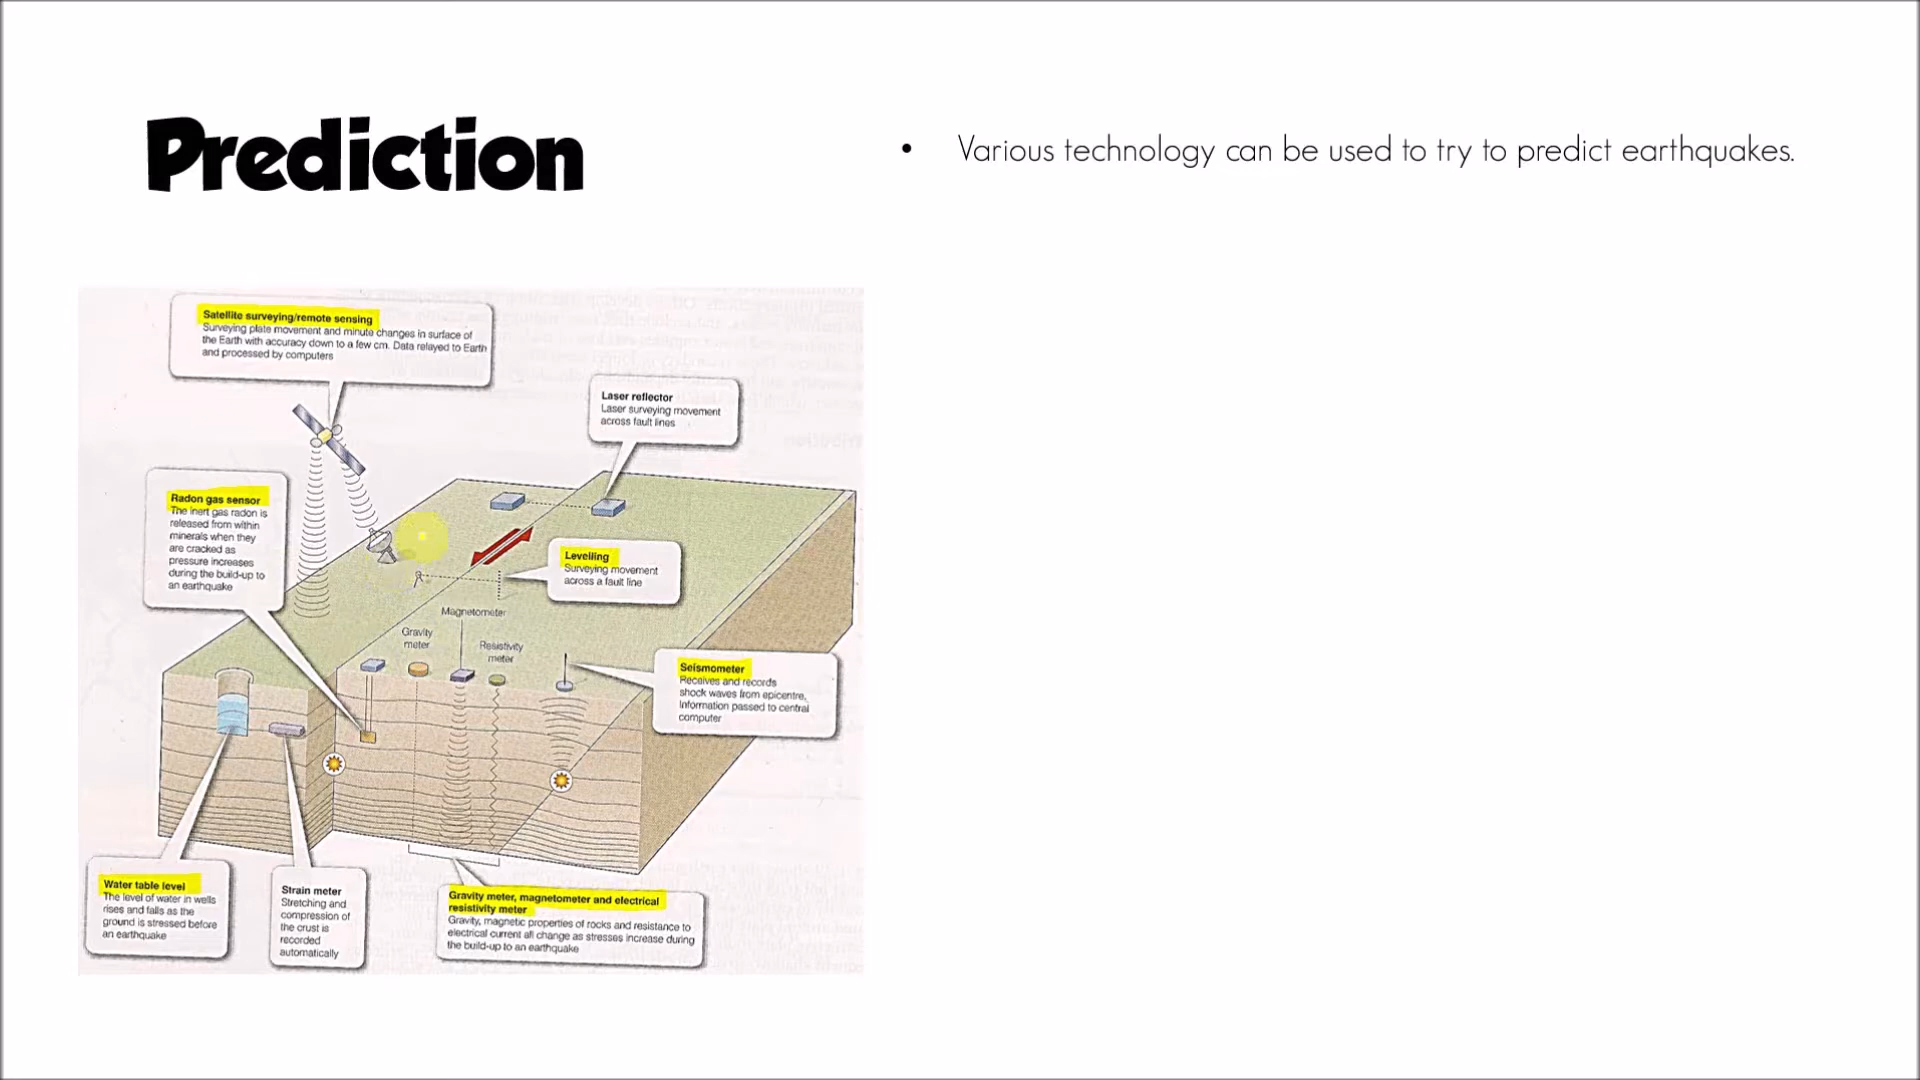 Prediction
• Various technology can be used to try to predict earthquakes.
Satellite surveying/remote sensing
Surveying plate movement and minute changes in surface of
the Earth with accuracy down to a few cm. Data relayed to Earth
and processed by computers
Laser reflector
Laser surveying movement
across fault lines
Radon gas sensor
The inert gas radon is
released from within
minerals when they
are cracked as
pressure increases
during the build-up to
an earthquake
Levelling
Surveying movement
across a fault line
Magnetometer
Gravity
meter
Resistivity
meter
Seismometer
Receives and records
shock waves from epicentre.
Information passed to central
computer
Water table level
The level of water in wells
rises and falls as the
ground is stressed before
an earthquake
Strain meter
Stretching and
compression of
the crust is
recorded
automatically
Gravity meter, magnetometer and electrical
resistivity meter
Gravity, magnetic properties of rocks and resistance to
electrical current all change as stresses increase during
the build-up to an earthquake